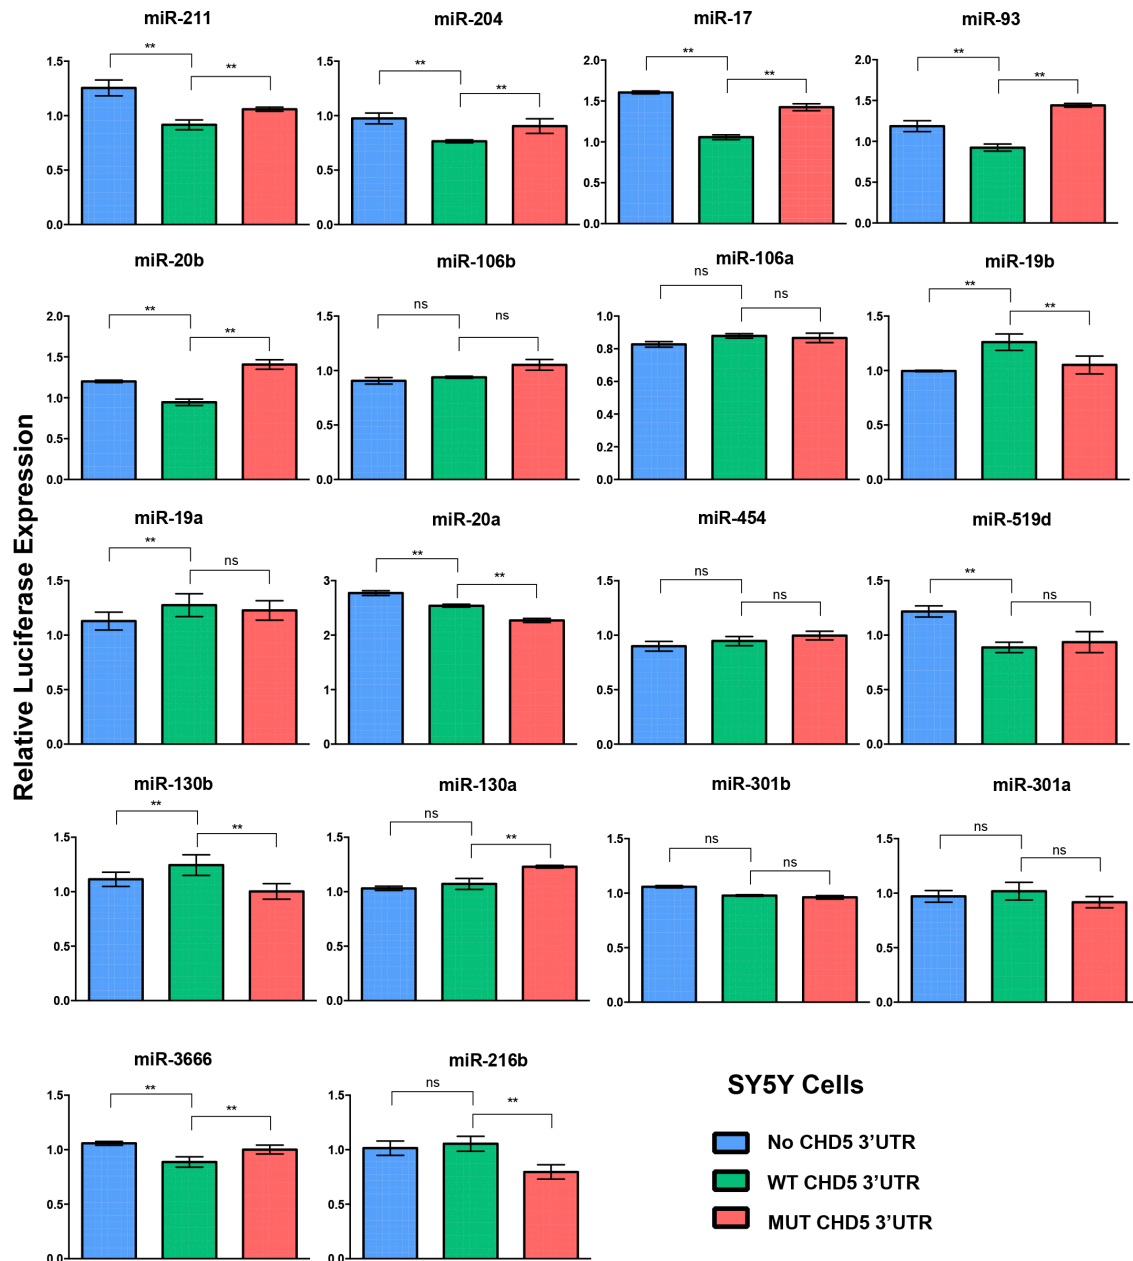 miR-211
miR-204
miR-17
miR-93
** ** ** ** ** ** ** **
1.5 1.0 0.5 0.0
1.5 1.0 0.5 0.0
2.0 1.5 1.0 0.5 0.0
2.0 1.5 1.0 0.5 0.0
miR-20b
miR-106b
miR-106a
miR-19b
** ** ns ns ns ns ** **
2.0 1.5 1.0 0.5 0.0
1.5 1.0 0.5 0.0
1.0 0.8 0.6 0.4 0.2 0.0
1.5 1.0 0.5 0.0
Relative Luciferase Expression
miR-19a
miR-20a
miR-454
miR-519d
** ns ** ** ns ns ** ns
1.5 1.0 0.5 0.0
3 2 1 0
1.5 1.0 0.5 0.0
1.5 1.0 0.5 0.0
miR-130b
miR-130a
miR-301b
miR-301a
** ** ns ** ns ns ns ns
1.5 1.0 0.5 0.0
1.5 1.0 0.5 0.0
1.5 1.0 0.5 0.0
1.5 1.0 0.5 0.0
miR-3666
miR-216b
** ** ns **
1.5 1.0 0.5 0.0
1.5 1.0 0.5 0.0
SY5Y Cells
No CHD5 3’UTR
WT CHD5 3’UTR
MUT CHD5 3’UTR